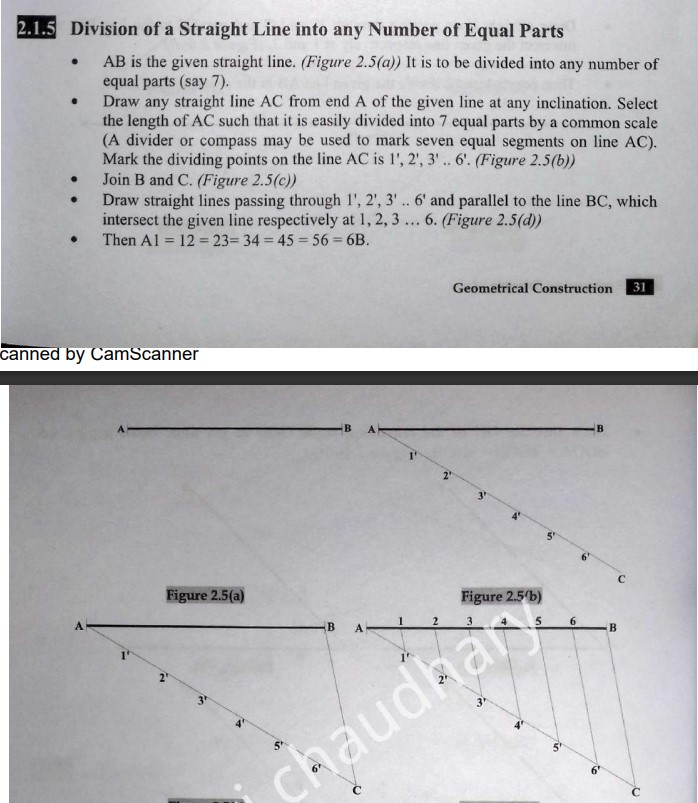 2.1.5 Division of a Straight Line into any Number of Equal Parts
• AB is the given straight line. (Figure 2.5(a)) It is to be divided into any number of
equal parts (say 7).
• Draw any straight line AC from end A of the given line at any inclination. Select
the length of AC such that it is easily divided into 7 equal parts by a common scale
(A divider or compass may be used to mark seven equal segments on line AC).
Mark the dividing points on the line AC is 1', 2', 3' .. 6'. (Figure 2.5(b))
• Join B and C. (Figure 2.5(c))
• Draw straight lines passing through 1', 2', 3' .. 6' and parallel to the line BC, which
intersect the given line respectively at 1, 2, 3 ... 6. (Figure 2.5(d))
• Then A1 = 12 = 23= 34 = 45 = 56 = 6B.
Geometrical Construction 31
canned by CamScanner
A B
A B
1'
2'
3'
4'
5'
6'
C
Figure 2.5(a)
Figure 2.5(b)
A B
1'
2'
3'
4'
5'
6'
C
A 1 2 3 4 5 6 B
1'
2'
3'
4'
5'
6'
C
chaudhary